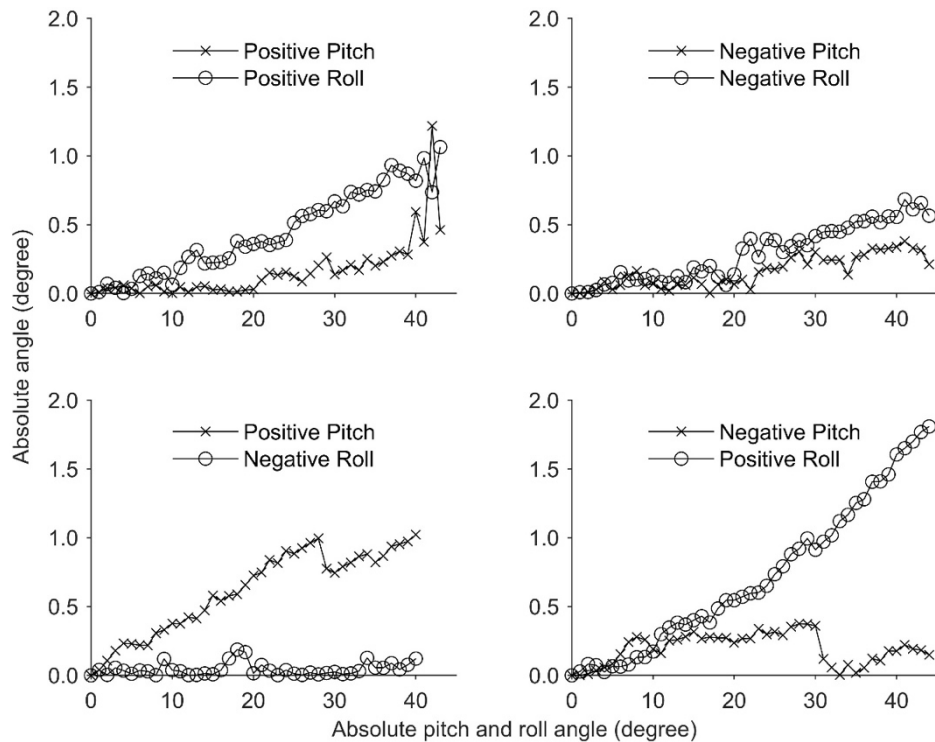 2.0
1.5
1.0
0.5
0.0
Positive Pitch
Positive Roll
0 10 20 30 40
2.0
1.5
1.0
0.5
0.0
Negative Pitch
Negative Roll
0 10 20 30 40
Absolute angle (degree)
2.0
1.5
1.0
0.5
0.0
Positive Pitch
Negative Roll
0 10 20 30 40
2.0
1.5
1.0
0.5
0.0
Negative Pitch
Positive Roll
0 10 20 30 40
Absolute pitch and roll angle (degree)